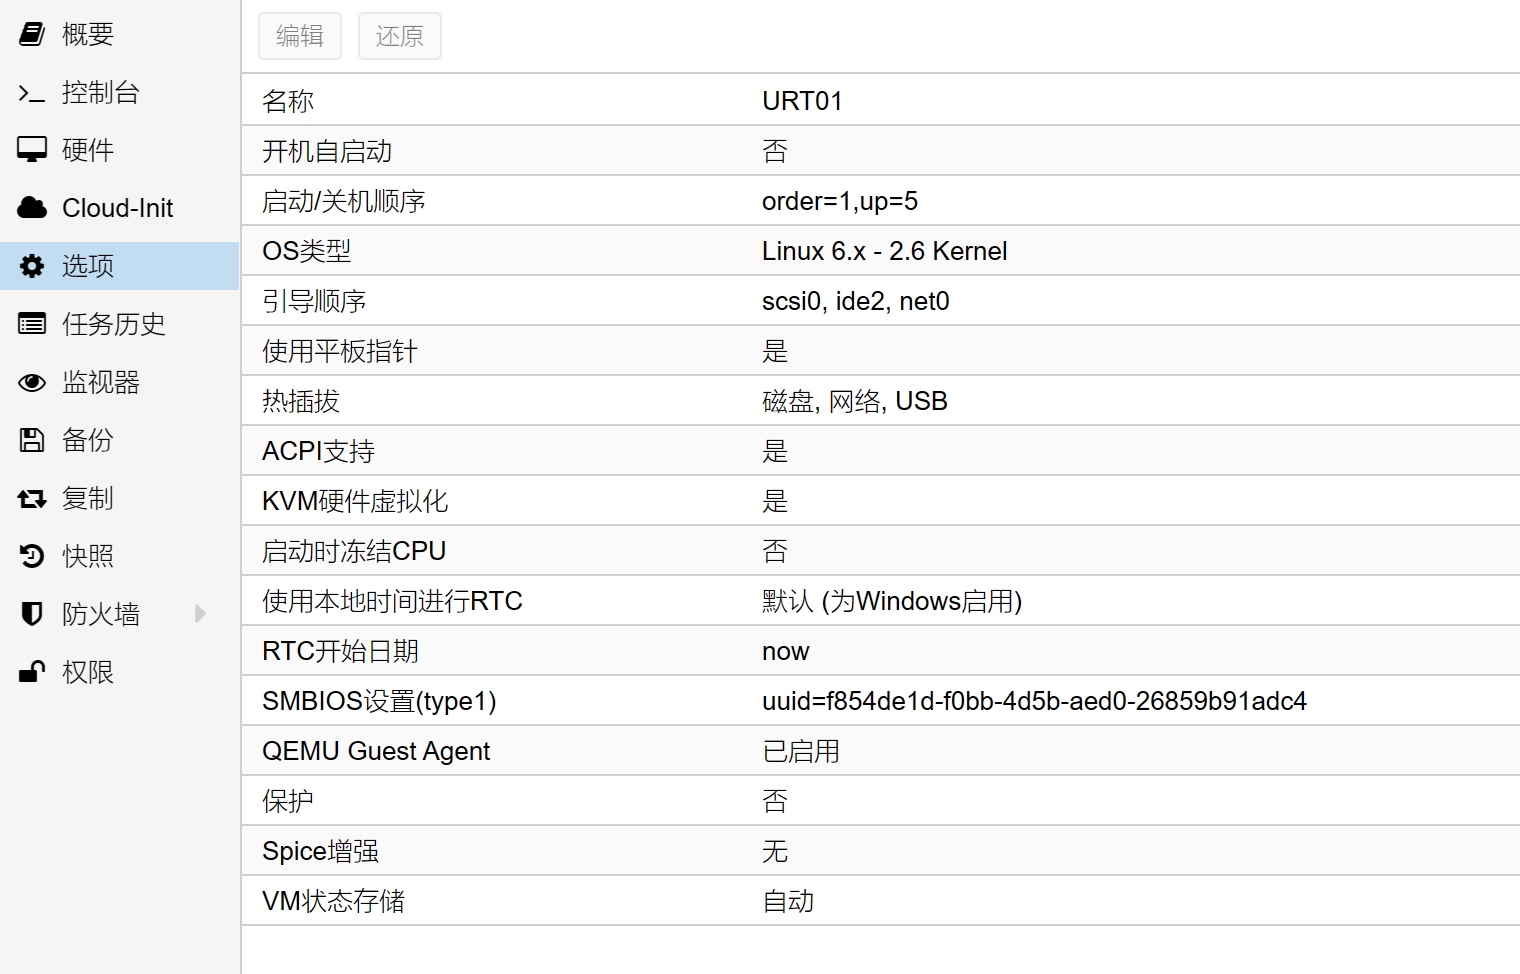 概要
控制台
硬件
Cloud-Init
选项
任务历史
监视器
备份
复制
快照
防火墙
权限
编辑 还原
名称 URT01
开机自启动 否
启动/关机顺序 order=1,up=5
OS类型 Linux 6.x - 2.6 Kernel
引导顺序 scsi0, ide2, net0
使用平板指针 是
热插拔 磁盘, 网络, USB
ACPI支持 是
KVM硬件虚拟化 是
启动时冻结CPU 否
使用本地时间进行RTC 默认 (为Windows启用)
RTC开始日期 now
SMBIOS设置(type1) uuid=f854de1d-f0bb-4d5b-aed0-26859b91adc4
QEMU Guest Agent 已启用
保护 否
Spice增强 无
VM状态存储 自动